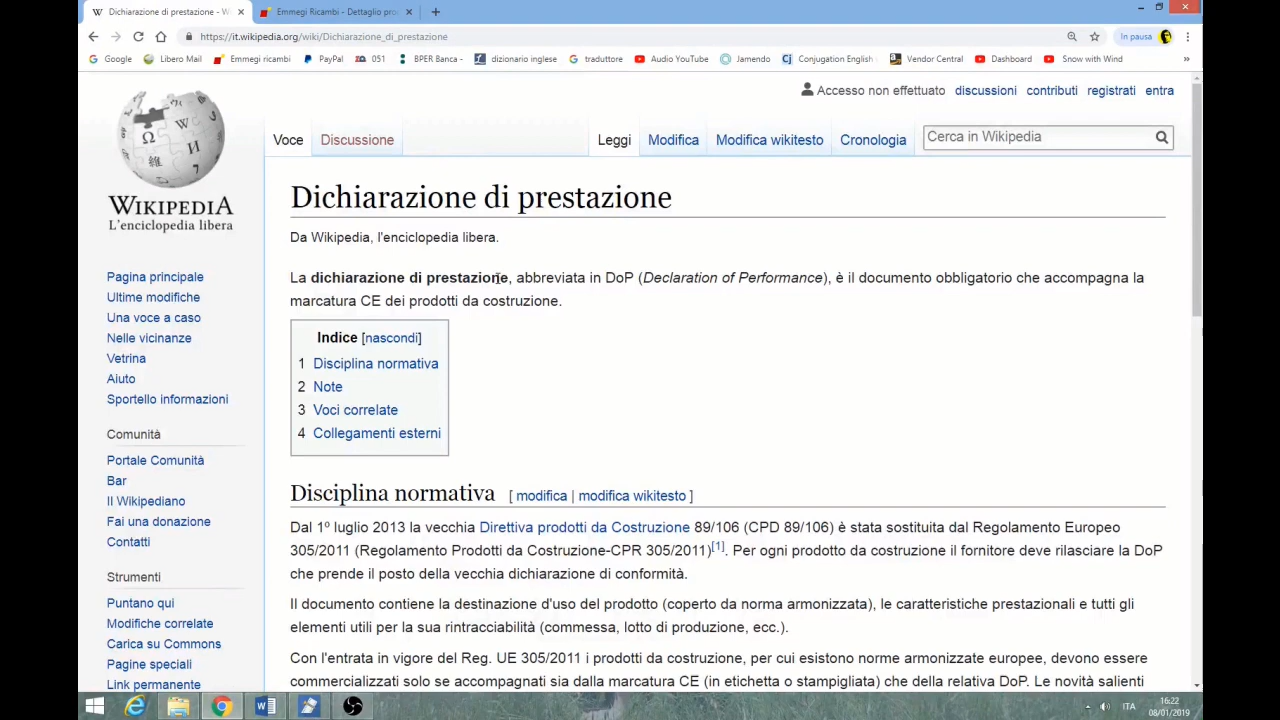 Dichiarazione di prestazione - W
Emmegi Ricambi - Dettaglio pro
https://it.wikipedia.org/wiki/Dichiarazione_di_prestazione
In pausa
Google
Libero Mail
Emmegi ricambi
PayPal
051
BPER Banca -
dizionario inglese
traduttore
Audio YouTube
Jamendo
Conjugation English
Vendor Central
Dashboard
Snow with Wind
»
Accesso non effettuato discussioni contributi registrati entra
Voce Discussione Leggi Modifica Modifica wikitesto Cronologia Cerca in Wikipedia
WIKIPEDIA
L'enciclopedia libera
Pagina principale
Ultime modifiche
Una voce a caso
Nelle vicinanze
Vetrina
Aiuto
Sportello informazioni
Comunità
Portale Comunità
Bar
Il Wikipediano
Fai una donazione
Contatti
Strumenti
Puntano qui
Modifiche correlate
Carica su Commons
Pagine speciali
Link permanente
Dichiarazione di prestazione
Da Wikipedia, l'enciclopedia libera.
La dichiarazione di prestazione, abbreviata in DoP (Declaration of Performance), è il documento obbligatorio che accompagna la
marcatura CE dei prodotti da costruzione.
Indice [nascondi]
1 Disciplina normativa
2 Note
3 Voci correlate
4 Collegamenti esterni
Disciplina normativa [ modifica | modifica wikitesto ]
Dal 1º luglio 2013 la vecchia Direttiva prodotti da Costruzione 89/106 (CPD 89/106) è stata sostituita dal Regolamento Europeo
305/2011 (Regolamento Prodotti da Costruzione-CPR 305/2011)[1]. Per ogni prodotto da costruzione il fornitore deve rilasciare la DoP
che prende il posto della vecchia dichiarazione di conformità.
Il documento contiene la destinazione d'uso del prodotto (coperto da norma armonizzata), le caratteristiche prestazionali e tutti gli
elementi utili per la sua rintracciabilità (commessa, lotto di produzione, ecc.).
Con l'entrata in vigore del Reg. UE 305/2011 i prodotti da costruzione, per cui esistono norme armonizzate europee, devono essere
commercializzati solo se accompagnati sia dalla marcatura CE (in etichetta o stampigliata) che della relativa DoP. Le novità salienti
ITA
16:22
08/01/2019